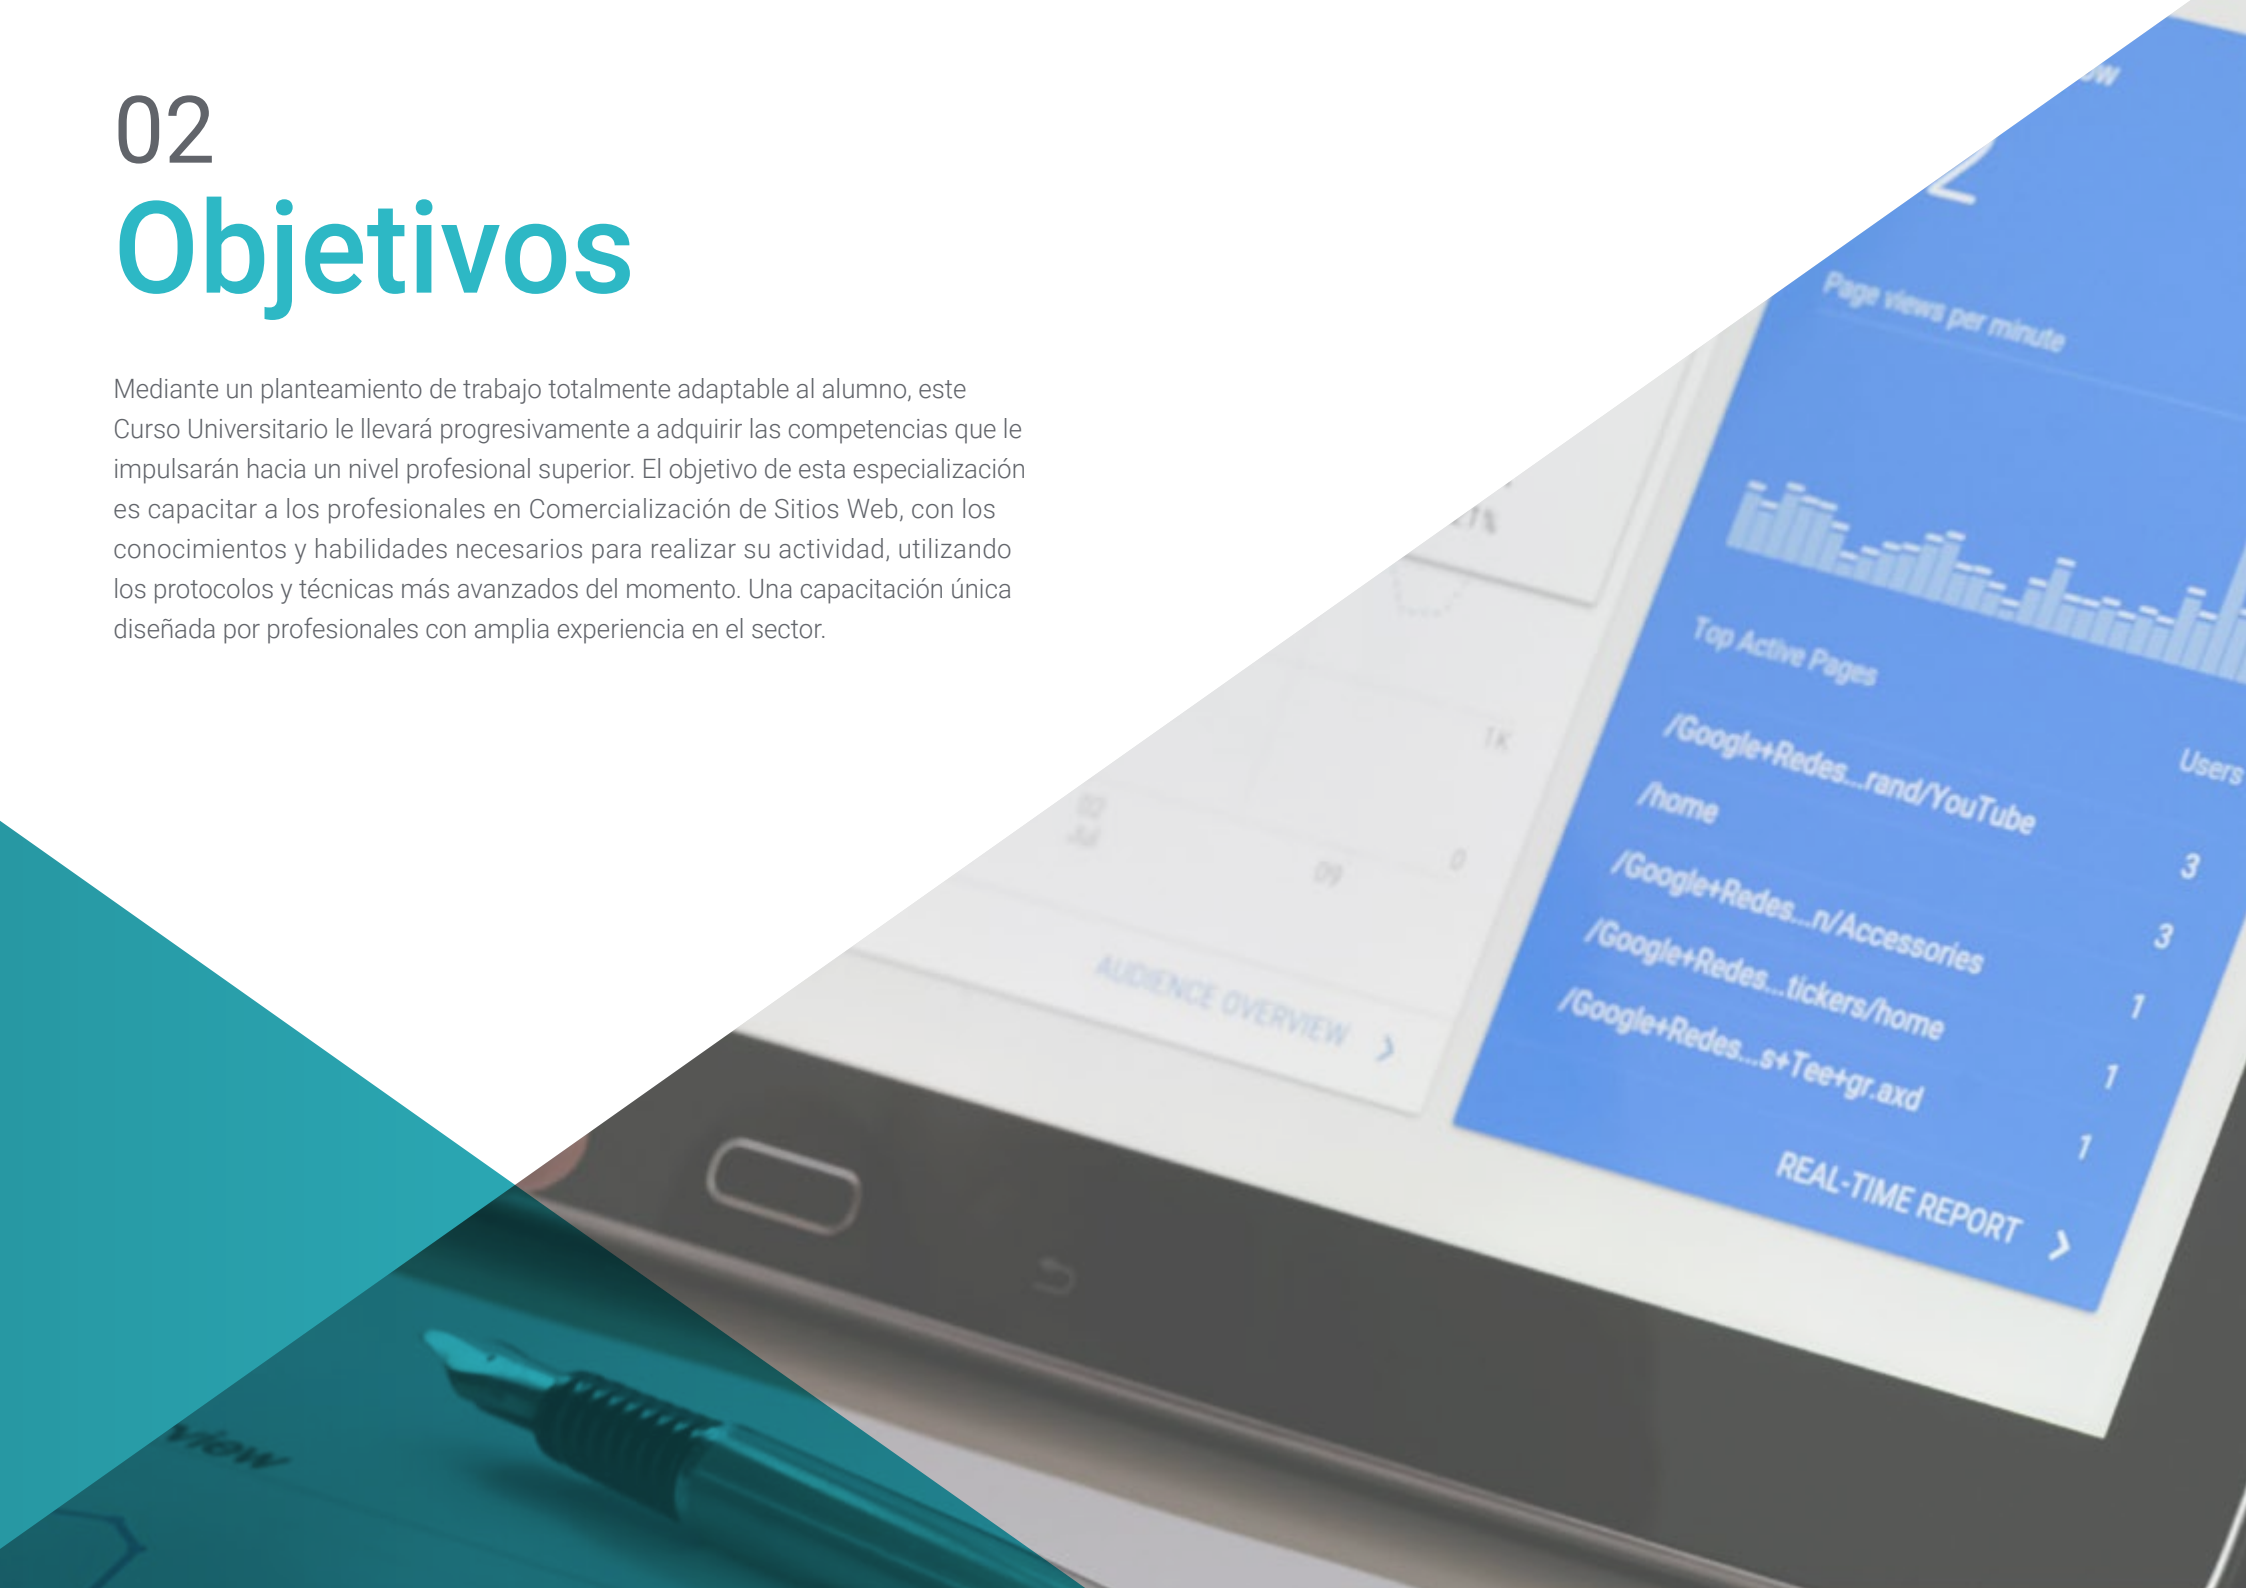 02
Objetivos
Mediante un planteamiento de trabajo totalmente adaptable al alumno, este
Curso Universitario le llevará progresivamente a adquirir las competencias que le
impulsarán hacia un nivel profesional superior. El objetivo de esta especialización
es capacitar a los profesionales en Comercialización de Sitios Web, con los
conocimientos y habilidades necesarios para realizar su actividad, utilizando
los protocolos y técnicas más avanzados del momento. Una capacitación única
diseñada por profesionales con amplia experiencia en el sector.
Page views per minute
Top Active Pages
Users
/Google+Redes...rand/YouTube 3
/home 3
/Google+Redes...n/Accessories 1
/Google+Redes...tickers/home 1
/Google+Redes...s+Tee+gr.axd 1
REAL-TIME REPORT
1K
0
02
Jul
09
AUDIENCE OVERVIEW